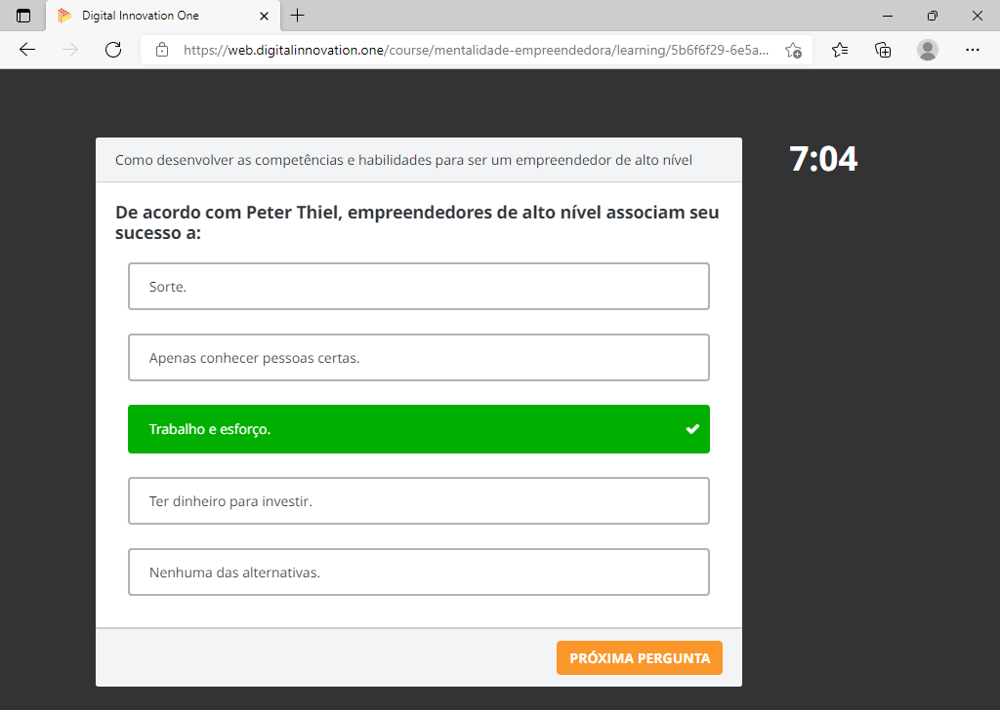 Digital Innovation One
https://web.digitalinnovation.one/course/mentalidade-empreendedora/learning/5b6f6f29-6e5a...
Como desenvolver as competências e habilidades para ser um empreendedor de alto nível
7:04
De acordo com Peter Thiel, empreendedores de alto nível associam seu
sucesso a:
Sorte.
Apenas conhecer pessoas certas.
Trabalho e esforço.
Ter dinheiro para investir.
Nenhuma das alternativas.
PRÓXIMA PERGUNTA